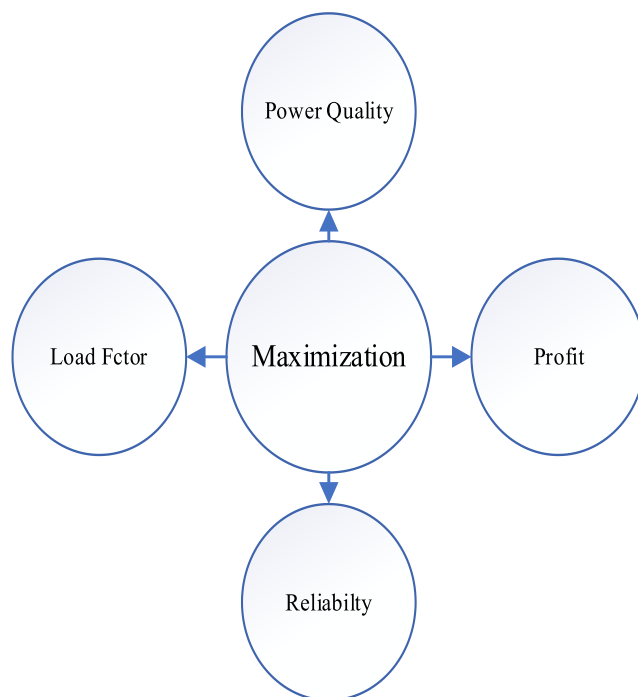 Power Quality
Load Fctor
Maximization
Profit
Reliabilty